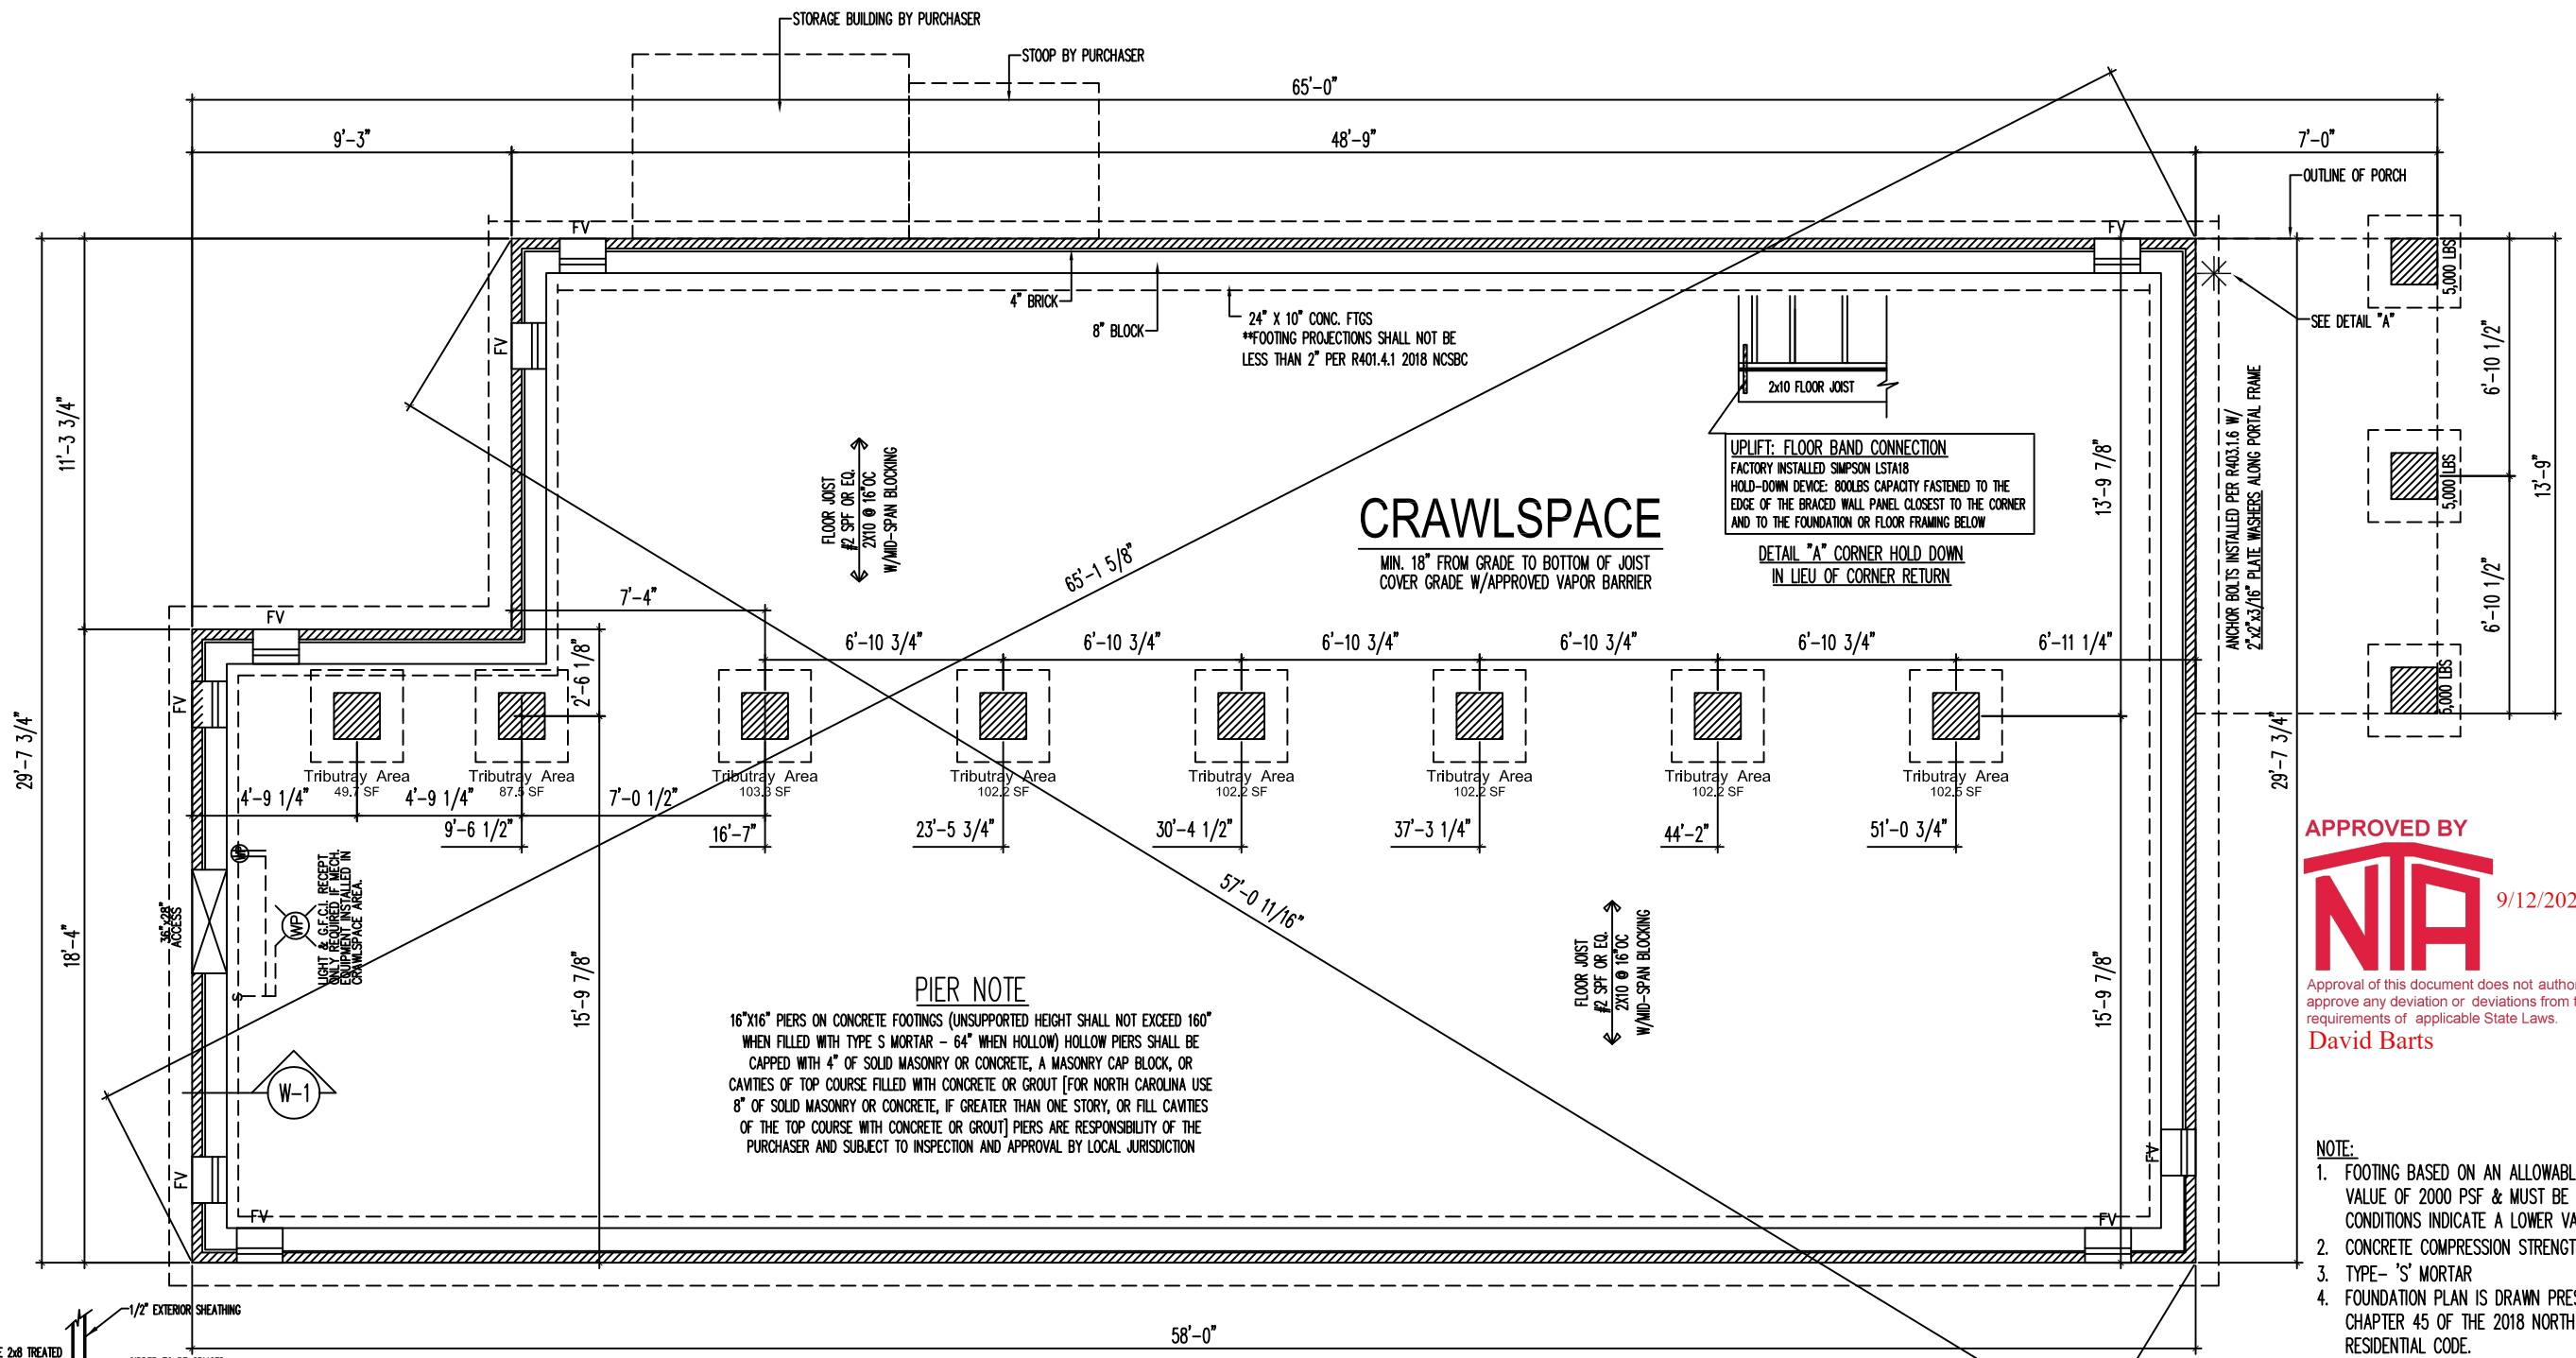 STORAGE BUILDING BY PURCHASER
STOOP BY PURCHASER
65'-0"
9'-3"
48'-9"
7'-0"
OUTLINE OF PORCH
FV
FV
4" BRICK
8" BLOCK
24" X 10" CONC. FTGS
**FOOTING PROJECTIONS SHALL NOT BE
LESS THAN 2" PER R401.4.1 2018 NCSBC
5,000 LBS
SEE DETAIL "A"
FV
2x10 FLOOR JOIST
6'-10 1/2"
11'-3 3/4"
UPLIFT: FLOOR BAND CONNECTION
FACTORY INSTALLED SIMPSON LSTA18
HOLD-DOWN DEVICE: 800LBS CAPACITY FASTENED TO THE
EDGE OF THE BRACED WALL PANEL CLOSEST TO THE CORNER
AND TO THE FOUNDATION OR FLOOR FRAMING BELOW
DETAIL "A" CORNER HOLD DOWN
IN LIEU OF CORNER RETURN
13'-9 7/8"
ANCHOR BOLTS INSTALLED PER R403.1.6 W/
2"x2"x3/16" PLATE WASHERS ALONG PORTAL FRAME
5,000 LBS
13'-9"
FLOOR JOIST
#2 SPF OR EQ.
2X10 @ 16"OC
W/MID-SPAN BLOCKING
CRAWLSPACE
MIN. 18" FROM GRADE TO BOTTOM OF JOIST
COVER GRADE W/APPROVED VAPOR BARRIER
65'-1 5/8"
7'-4"
FV
6'-10 3/4"
6'-10 3/4"
6'-10 3/4"
6'-10 3/4"
6'-10 3/4"
6'-11 1/4"
6'-10 1/2"
2'-6 1/8"
FV
5,000 LBS
29'-7 3/4"
29'-7 3/4"
Tributray Area
49.7 SF
Tributray Area
87.5 SF
Tributray Area
103.3 SF
Tributray Area
102.2 SF
Tributray Area
102.2 SF
Tributray Area
102.2 SF
Tributray Area
102.2 SF
Tributray Area
102.5 SF
4'-9 1/4"
4'-9 1/4"
7'-0 1/2"
9'-6 1/2"
16'-7"
23'-5 3/4"
30'-4 1/2"
37'-3 1/4"
44'-2"
51'-0 3/4"
APPROVED BY
NTA
9/12/202
Approval of this document does not author
approve any deviation or deviations from
requirements of applicable State Laws.
David Barts
WP
WP
S
LIGHT & G.F.C.I. RECEPT
ONLY REQUIRED IF MECH.
EQUIPMENT INSTALLED IN
CRAWLSPACE AREA.
36"x28"
ACCESS
18'-4"
57'-0 11/16"
FLOOR JOIST
#2 SPF OR EQ.
2X10 @ 16"OC
W/MID-SPAN BLOCKING
15'-9 7/8"
15'-9 7/8"
PIER NOTE
16"X16" PIERS ON CONCRETE FOOTINGS (UNSUPPORTED HEIGHT SHALL NOT EXCEED 160"
WHEN FILLED WITH TYPE S MORTAR - 64" WHEN HOLLOW) HOLLOW PIERS SHALL BE
CAPPED WITH 4" OF SOLID MASONRY OR CONCRETE, A MASONRY CAP BLOCK, OR
CAVITIES OF TOP COURSE FILLED WITH CONCRETE OR GROUT [FOR NORTH CAROLINA USE
8" OF SOLID MASONRY OR CONCRETE, IF GREATER THAN ONE STORY, OR FILL CAVITIES
OF THE TOP COURSE WITH CONCRETE OR GROUT] PIERS ARE RESPONSIBILITY OF THE
PURCHASER AND SUBJECT TO INSPECTION AND APPROVAL BY LOCAL JURISDICTION
W-1
FV
FV
FV
FV
NOTE:
1. FOOTING BASED ON AN ALLOWABL
VALUE OF 2000 PSF & MUST BE
CONDITIONS INDICATE A LOWER VA
2. CONCRETE COMPRESSION STRENGT
3. TYPE- 'S' MORTAR
4. FOUNDATION PLAN IS DRAWN PRES
CHAPTER 45 OF THE 2018 NORTH
RESIDENTIAL CODE.
1/2" EXTERIOR SHEATHING
2x8 TREATED
58'-0"